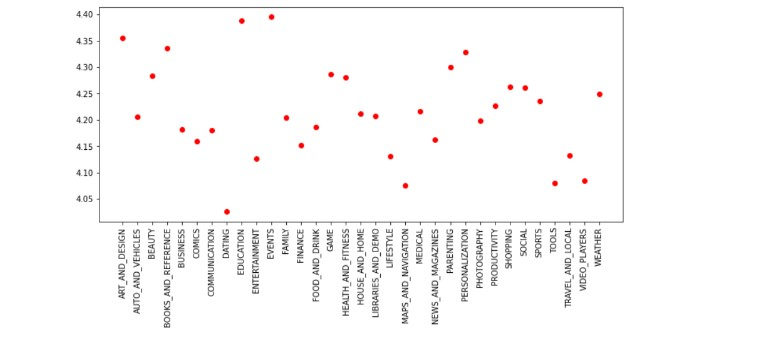 4.40
4.35
4.30
4.25
4.20
4.15
4.10
4.05
ART_AND_DESIGN
AUTO_AND_VEHICLES
BEAUTY
BOOKS_AND_REFERENCE
BUSINESS
COMICS
COMMUNICATION
DATING
EDUCATION
ENTERTAINMENT
EVENTS
FAMILY
FINANCE
FOOD_AND_DRINK
GAME
HEALTH_AND_FITNESS
HOUSE_AND_HOME
LIBRARIES_AND_DEMO
LIFESTYLE
MAPS_AND_NAVIGATION
MEDICAL
NEWS_AND_MAGAZINES
PARENTING
PERSONALIZATION
PHOTOGRAPHY
PRODUCTIVITY
SHOPPING
SOCIAL
SPORTS
TOOLS
TRAVEL_AND_LOCAL
VIDEO_PLAYERS
WEATHER